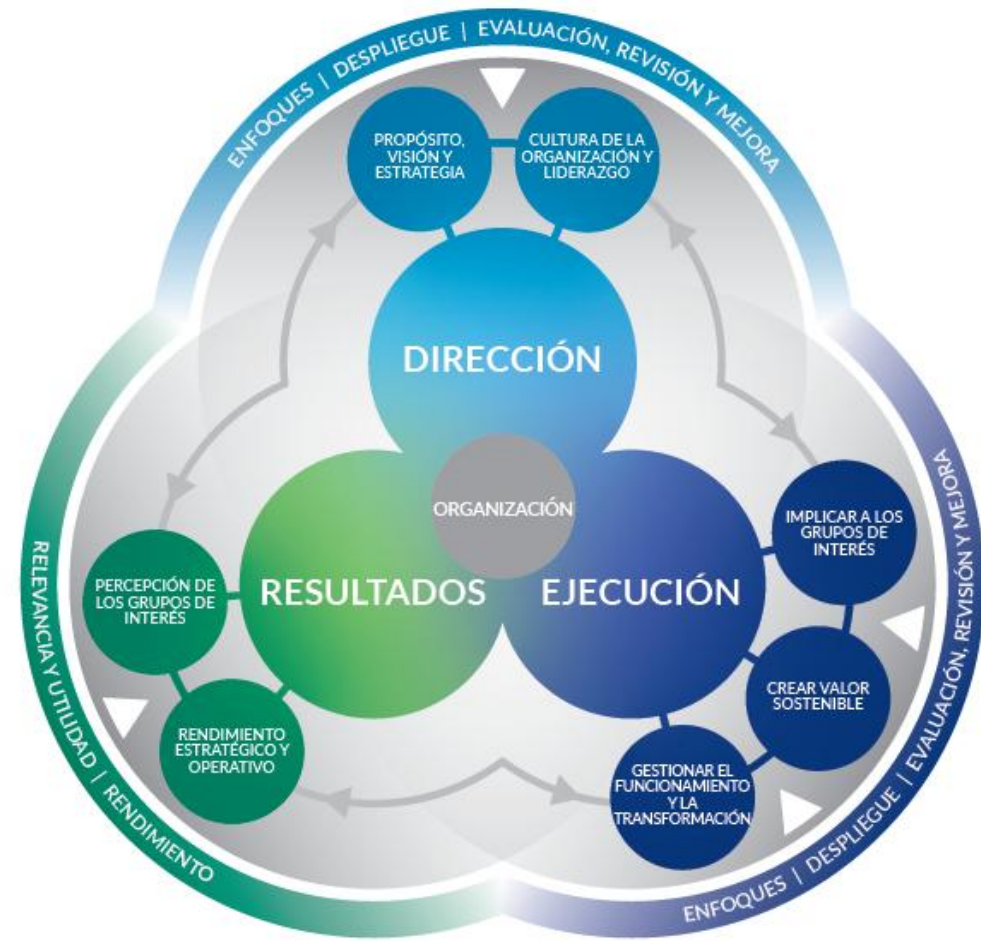 ENFOQUES | DESPLIEGUE | EVALUACIÓN, REVISIÓN Y MEJORA
PROPÓSITO,
VISIÓN Y
ESTRATEGIA
CULTURA DE LA
ORGANIZACIÓN Y
LIDERAZGO
DIRECCIÓN
ORGANIZACIÓN
RESULTADOS
EJECUCIÓN
IMPLICAR A LOS
GRUPOS DE
INTERÉS
CREAR VALOR
SOSTENIBLE
GESTIONAR EL
FUNCIONAMIENTO
Y LA
TRANSFORMACIÓN
ENFOQUES | DESPLIEGUE | EVALUACIÓN, REVISIÓN Y MEJORA
PERCEPCIÓN DE
LOS GRUPOS DE
INTERÉS
RENDIMIENTO
ESTRATÉGICO Y
OPERATIVO
RELEVANCIA Y UTILIDAD | RENDIMIENTO